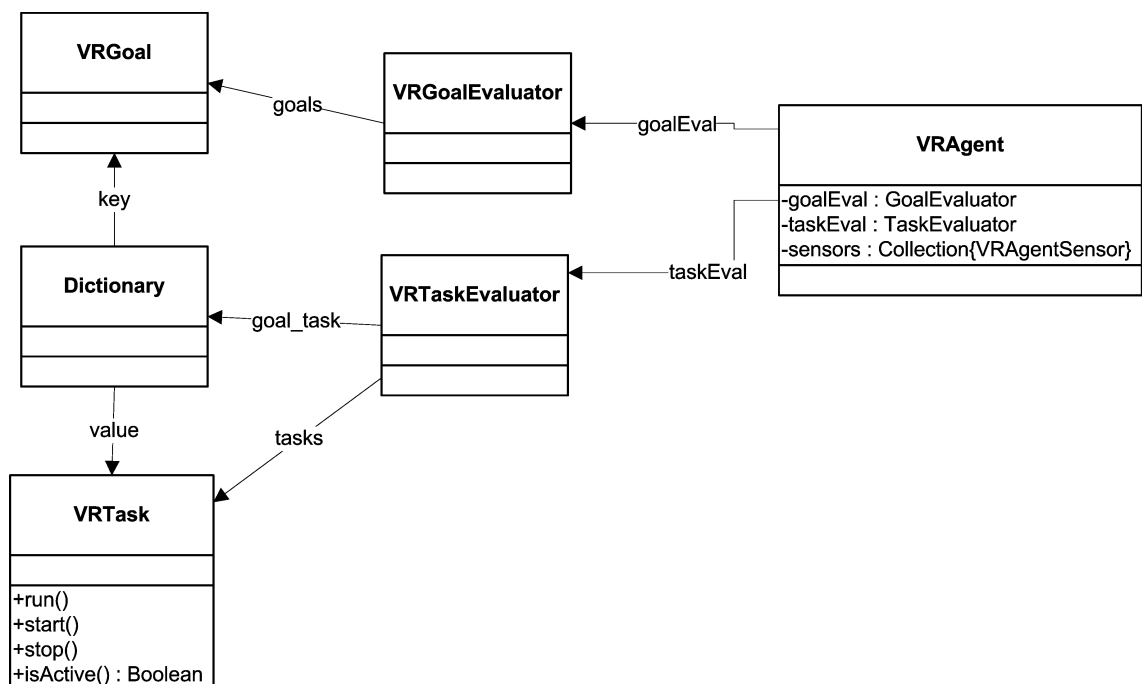 VRGoal
VRGoalEvaluator
goals
goalEval
VRAgent
-goalEval : GoalEvaluator
-taskEval : TaskEvaluator
-sensors : Collection{VRAgentSensor}
key
Dictionary
VRTaskEvaluator
taskEval
goal_task
value
tasks
VRTask
+run()
+start()
+stop()
+isActive() : Boolean